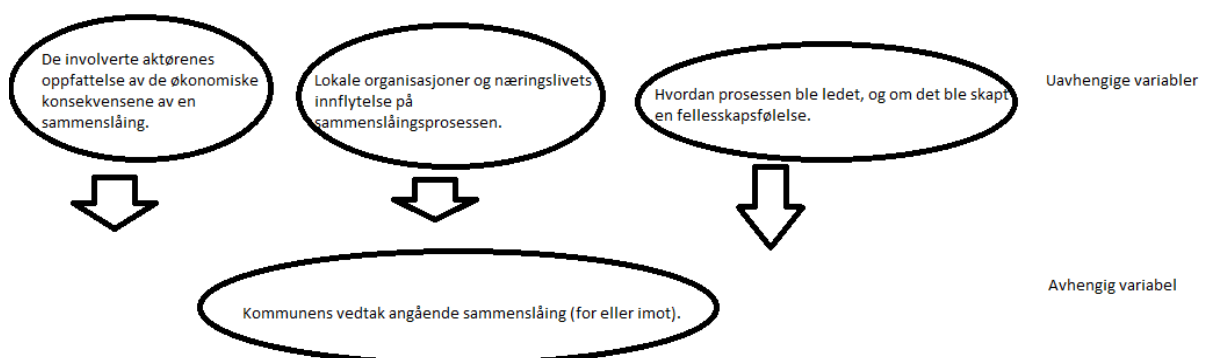 De involverte aktørenes
oppfattelse av de økonomiske
konsekvensene av en
sammenslåing.
Lokale organisasjoner og næringslivets
innflytelse på
sammenslåingsprosessen.
Hvordan prosessen ble ledet, og om det ble skapt
en fellesskapsfølelse.
Uavhengige variabler
Kommunens vedtak angående sammenslåing (for eller imot).
Avhengig variabel